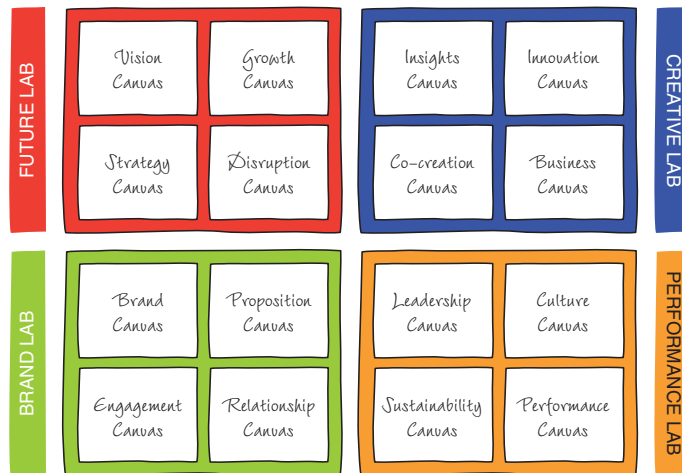 FUTURE LAB
Vision
Canvas
Growth
Canvas
Strategy
Canvas
Disruption
Canvas
Insights
Canvas
Innovation
Canvas
Co-creation
Canvas
Business
Canvas
CREATIVE LAB
BRAND LAB
Brand
Canvas
Proposition
Canvas
Engagement
Canvas
Relationship
Canvas
Leadership
Canvas
Culture
Canvas
Sustainability
Canvas
Performance
Canvas
PERFORMANCE LAB